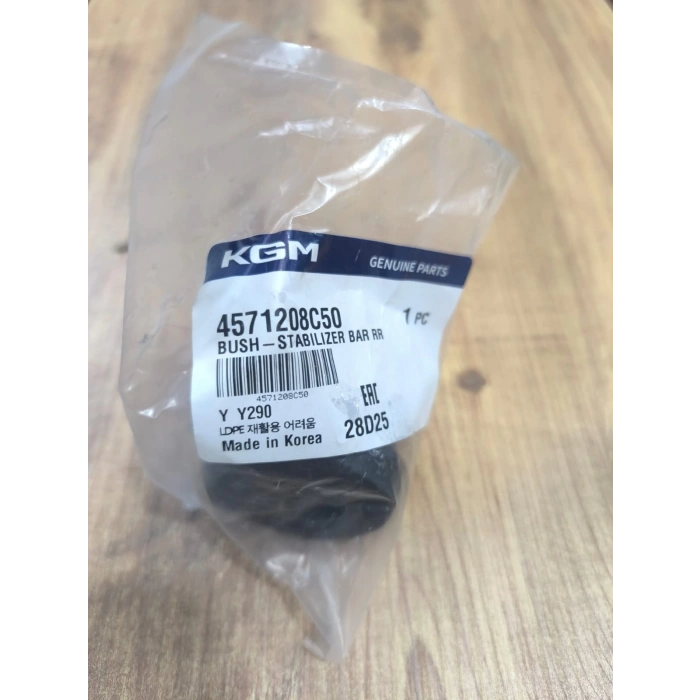 KGM
GENUINE PARTS
4571208C50
1 PC
BUSH-STABILIZER BAR RR
4571208C50
Y Y290
EAC
LDPE 재활용 어려움
28D25
Made in Korea